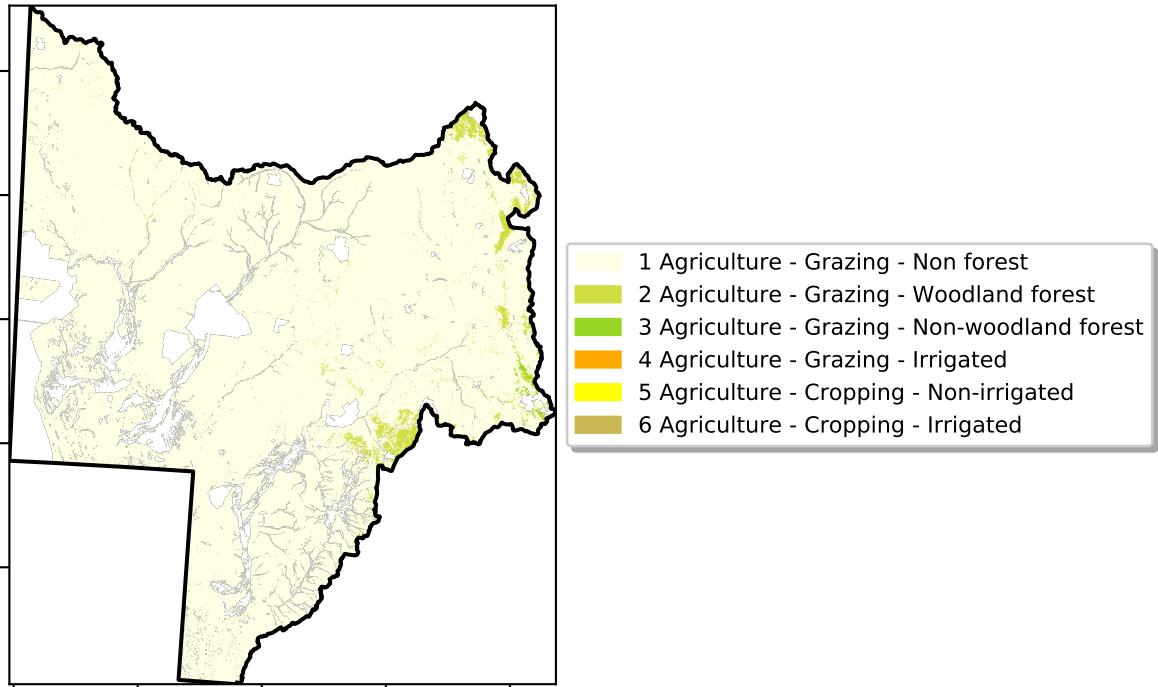 1 Agriculture - Grazing - Non forest
2 Agriculture - Grazing - Woodland forest
3 Agriculture - Grazing - Non-woodland forest
4 Agriculture - Grazing - Irrigated
5 Agriculture - Cropping - Non-irrigated
6 Agriculture - Cropping - Irrigated